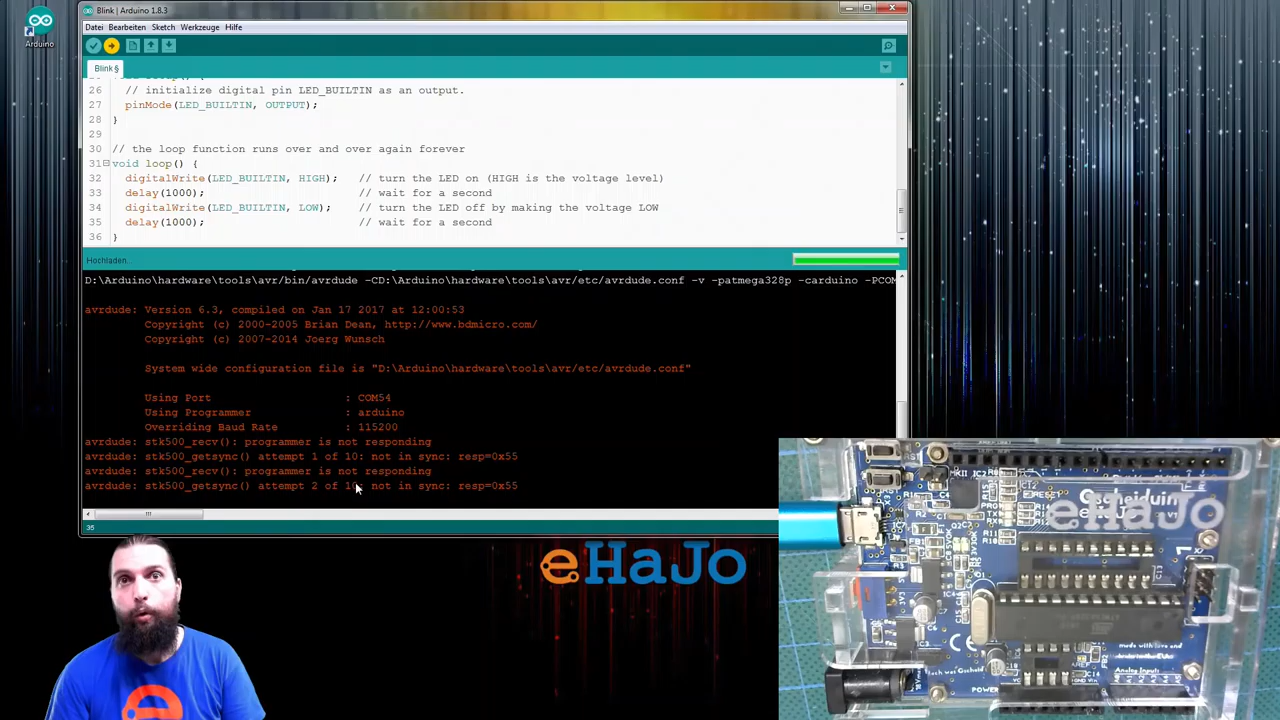 Arduino
Blink | Arduino 1.8.3
Datei Bearbeiten Sketch Werkzeuge Hilfe
Blink §
26 // initialize digital pin LED_BUILTIN as an output.
27 pinMode(LED_BUILTIN, OUTPUT);
28 }
29
30 // the loop function runs over and over again forever
31 void loop() {
32 digitalWrite(LED_BUILTIN, HIGH); // turn the LED on (HIGH is the voltage level)
33 delay(1000); // wait for a second
34 digitalWrite(LED_BUILTIN, LOW); // turn the LED off by making the voltage LOW
35 delay(1000); // wait for a second
36 }
Hochladen.
D:\Arduino\hardware\tools\avr/bin/avrdude -CD:\Arduino\hardware\tools\avr/etc/avrdude.conf -v -patmega328p -carduino -PCOM
avrdude: Version 6.3, compiled on Jan 17 2017 at 12:00:53
Copyright (c) 2000-2005 Brian Dean, http://www.bdmicro.com/
Copyright (c) 2007-2014 Joerg Wunsch
System wide configuration file is "D:\Arduino\hardware\tools\avr/etc/avrdude.conf"
Using Port : COM54
Using Programmer : arduino
Overriding Baud Rate : 115200
avrdude: stk500_recv(): programmer is not responding
avrdude: stk500_getsync() attempt 1 of 10: not in sync: resp=0x55
avrdude: stk500_recv(): programmer is not responding
avrdude: stk500_getsync() attempt 2 of 10: not in sync: resp=0x55
35
eHaJo
Gscheiduino
eHaJo
RESET
IC2
POWER
Analog Inputs